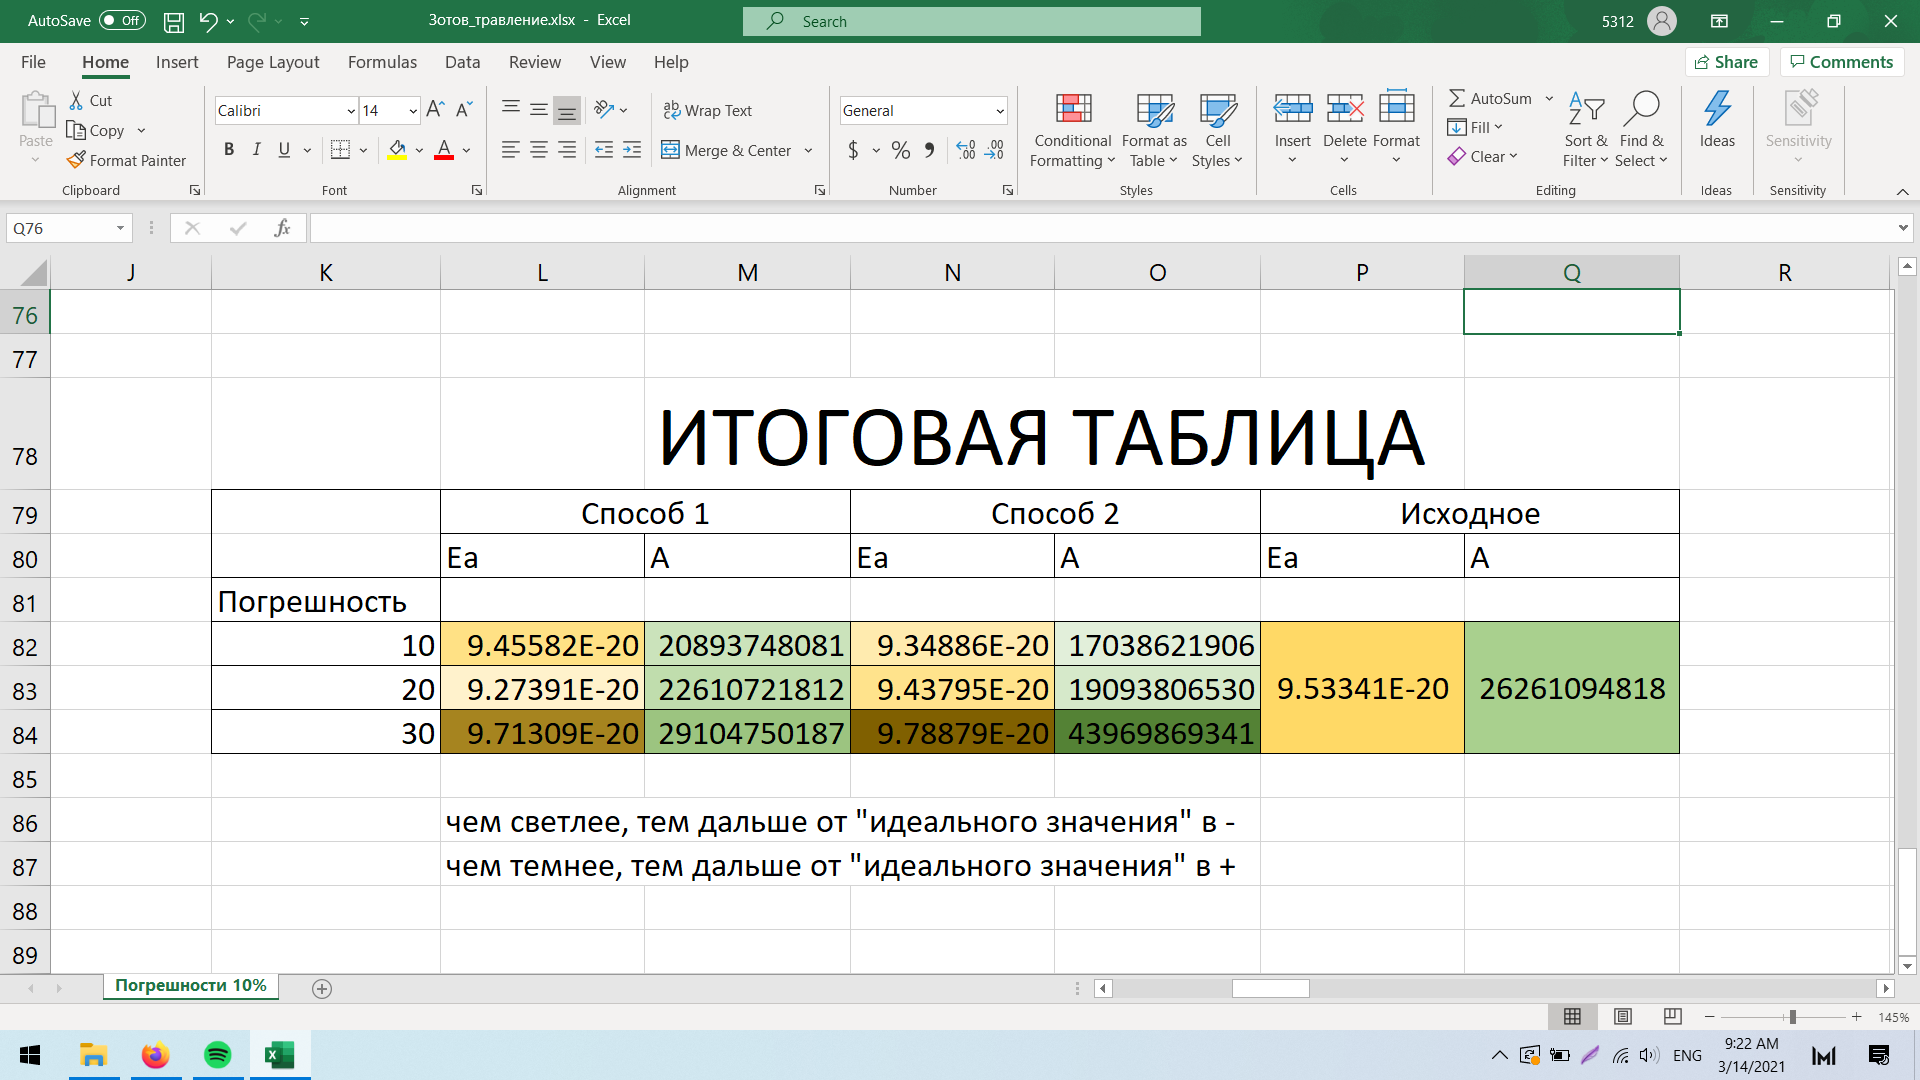 AutoSave Off Зотов_травление.xlsx - Excel Search 5312
File Home Insert Page Layout Formulas Data Review View Help Share Comments
Paste Cut Copy Format Painter Clipboard
Calibri 14 A A B I U A Font
ab Wrap Text Merge & Center Alignment
General $ % 9 .00 .00 Number
Conditional Formatting Format as Table Cell Styles Styles
Insert Delete Format Cells
AutoSum Fill Clear Sort & Filter Find & Select Editing
Ideas Ideas
Sensitivity Sensitivity
Q76 fx
J K L M N O P Q R
76
77
78 ИТОГОВАЯ ТАБЛИЦА
79 Способ 1 Способ 2 Исходное
80 Ea A Ea A Ea A
81 Погрешность
82 10 9.45582E-20 20893748081 9.34886E-20 17038621906
83 20 9.27391E-20 22610721812 9.43795E-20 19093806530 9.53341E-20 26261094818
84 30 9.71309E-20 29104750187 9.78879E-20 43969869341
85
86 чем светлее, тем дальше от "идеального значения" в -
87 чем темнее, тем дальше от "идеального значения" в +
88
89
Погрешности 10%
145%
ENG 9:22 AM
3/14/2021